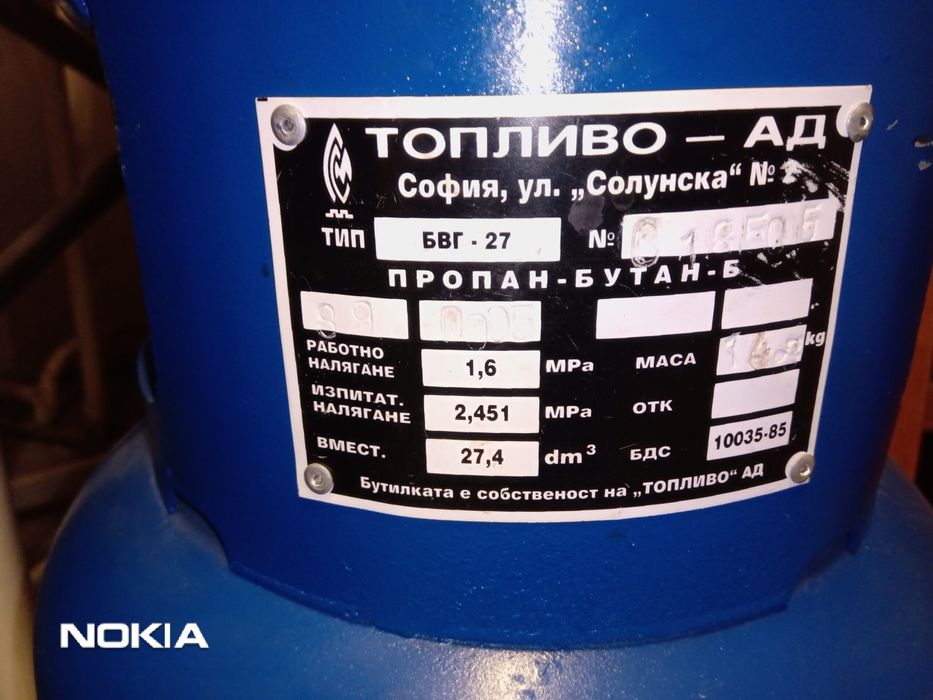 ТОПЛИВО — АД
София, ул. „Солунска“ №
ТИП БВГ - 27 №
ПРОПАН-БУТАН-Б
РАБОТНО НАЛЯГАНЕ 1,6 MPa МАСА kg
ИЗПИТАТ. НАЛЯГАНЕ 2,451 MPa ОТК
ВМЕСТ. 27,4 dm³ БДС 10035-85
Бутилката е собственост на „ТОПЛИВО“ АД
NOKIA